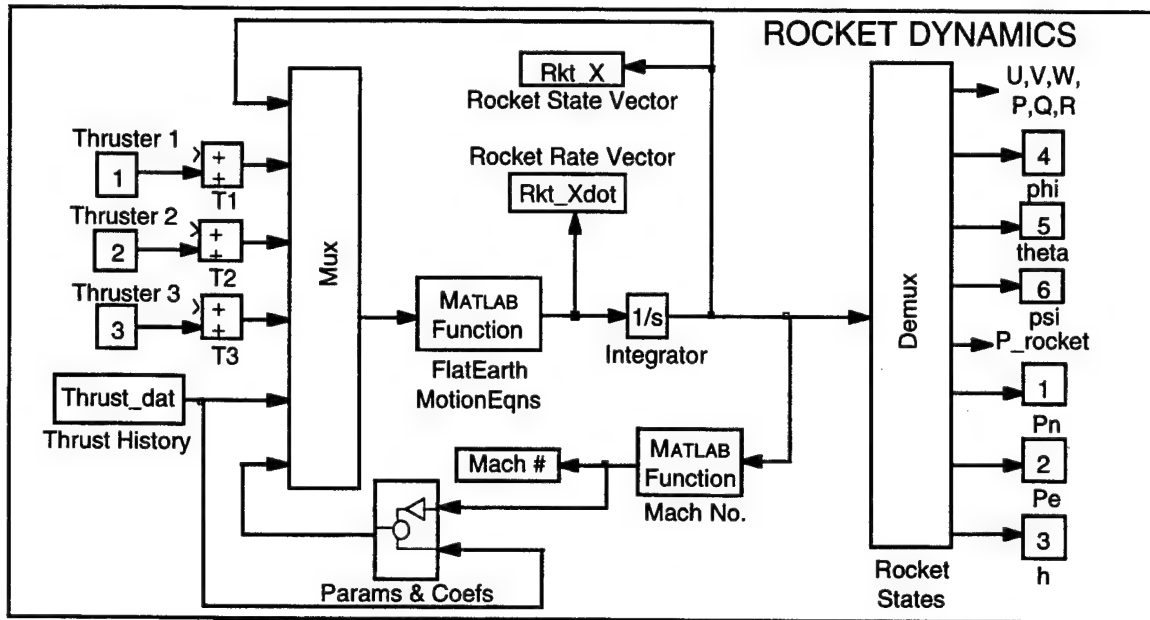 ROCKET DYNAMICS
Rkt_X
Rocket State Vector
U,V,W,
P,Q,R
Thruster 1
1
+
+
T1
Rocket Rate Vector
Rkt_Xdot
4
phi
Thruster 2
2
+
+
T2
Mux
5
theta
Thruster 3
3
+
+
T3
MATLAB
Function
FlatEarth
MotionEqns
1/s
Integrator
Demux
6
psi
P_rocket
Thrust_dat
Thrust History
1
Pn
Mach #
MATLAB
Function
Mach No.
2
Pe
Params & Coefs
3
h
Rocket
States